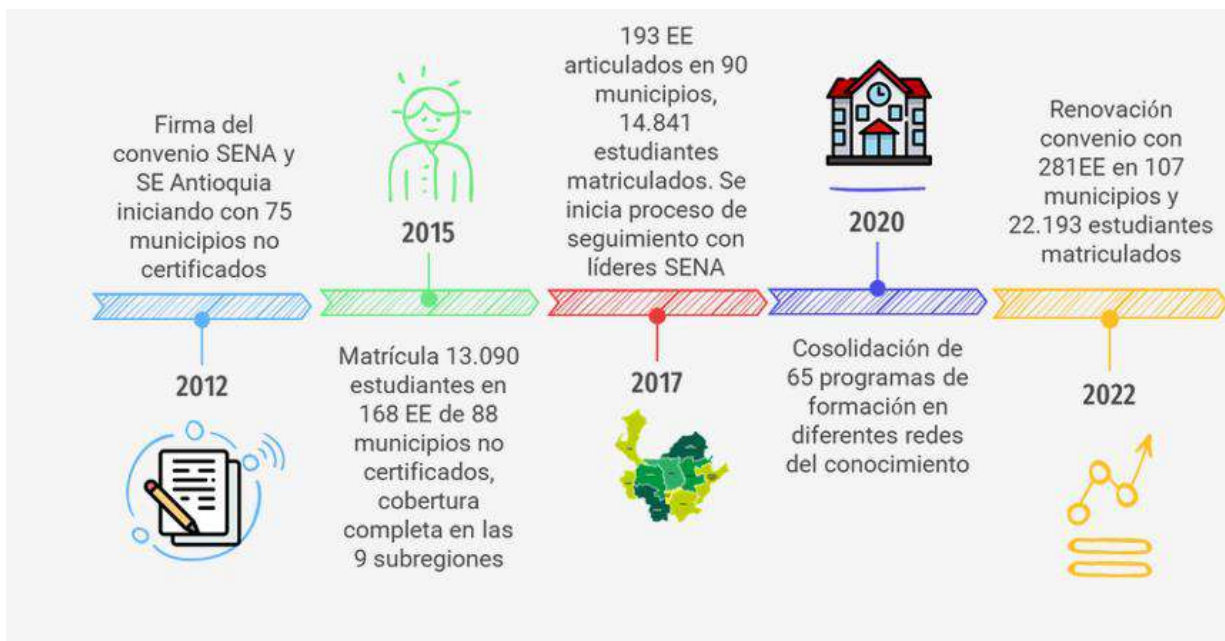 Firma del
convenio SENA y
SE Antioquia
iniciando con 75
municipios no
certificados
2012
2015
Matrícula 13.090
estudiantes en
168 EE de 88
municipios no
certificados,
cobertura
completa en las
9 subregiones
193 EE
articulados en 90
municipios,
14.841
estudiantes
matriculados. Se
inicia proceso de
seguimiento con
líderes SENA
2017
2020
Cosolidación de
65 programas de
formación en
diferentes redes
del conocimiento
Renovación
convenio con
281EE en 107
municipios y
22.193 estudiantes
matriculados
2022